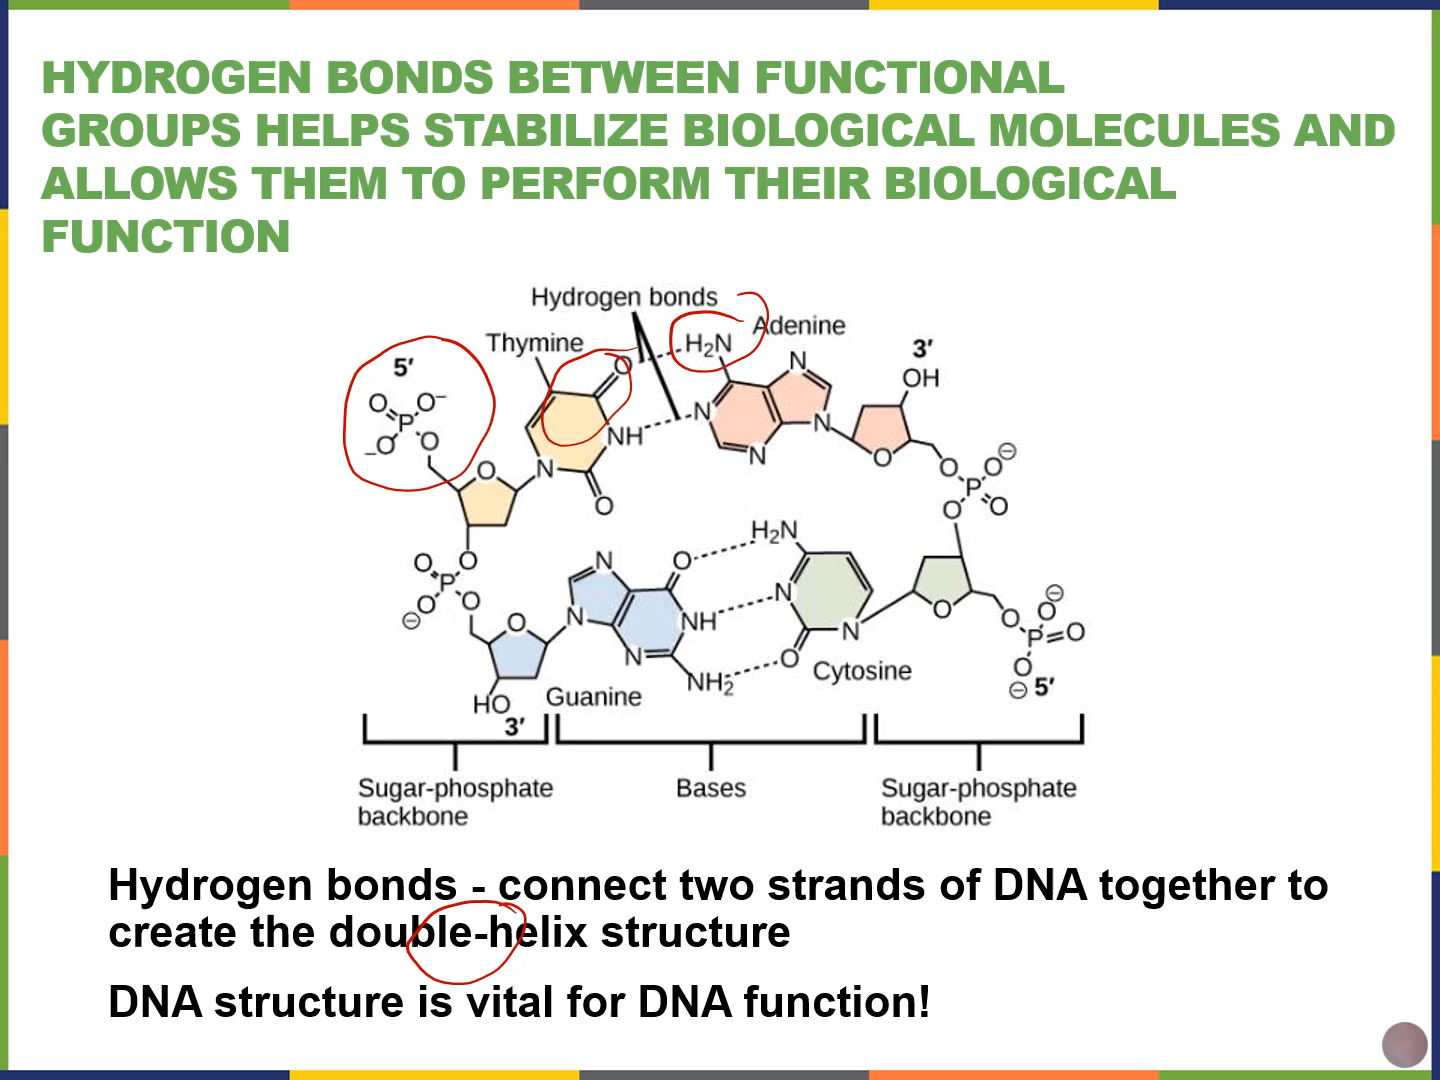 HYDROGEN BONDS BETWEEN FUNCTIONAL
GROUPS HELPS STABILIZE BIOLOGICAL MOLECULES AND
ALLOWS THEM TO PERFORM THEIR BIOLOGICAL
FUNCTION
Hydrogen bonds
Thymine
Adenine
5′
3′
O
H₂N
N
OH
O
O⁻
P
⁻O
O
N
NH
N
N
O
O
N
O
O
O⊖
P
O
O
O
H₂N
O
N
O
O
P
O
⊖
O
N
O
N
NH
N
O
N
N
O
O
O⊖
P
O
O
⊖
5′
NH₂
O
Cytosine
HO
3′
Guanine
Sugar-phosphate
backbone
Bases
Sugar-phosphate
backbone
Hydrogen bonds - connect two strands of DNA together to
create the double-helix structure
DNA structure is vital for DNA function!